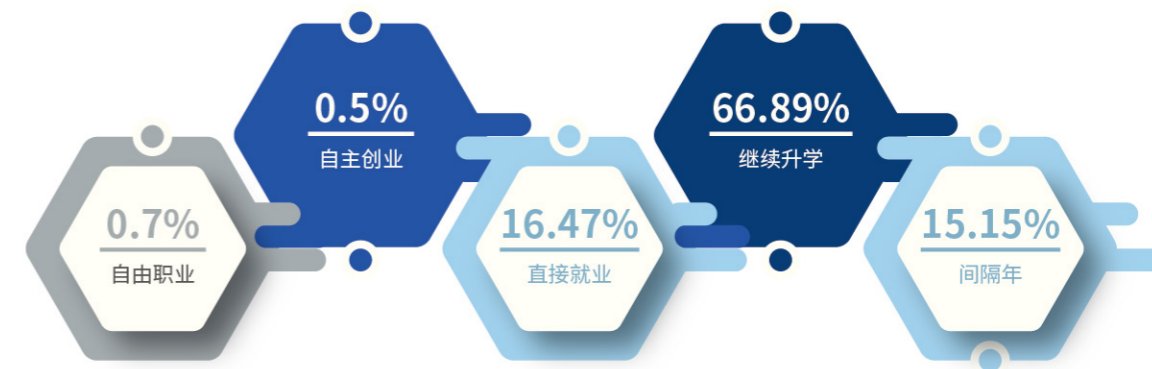 0.7%
自由职业
0.5%
自主创业
16.47%
直接就业
66.89%
继续升学
15.15%
间隔年